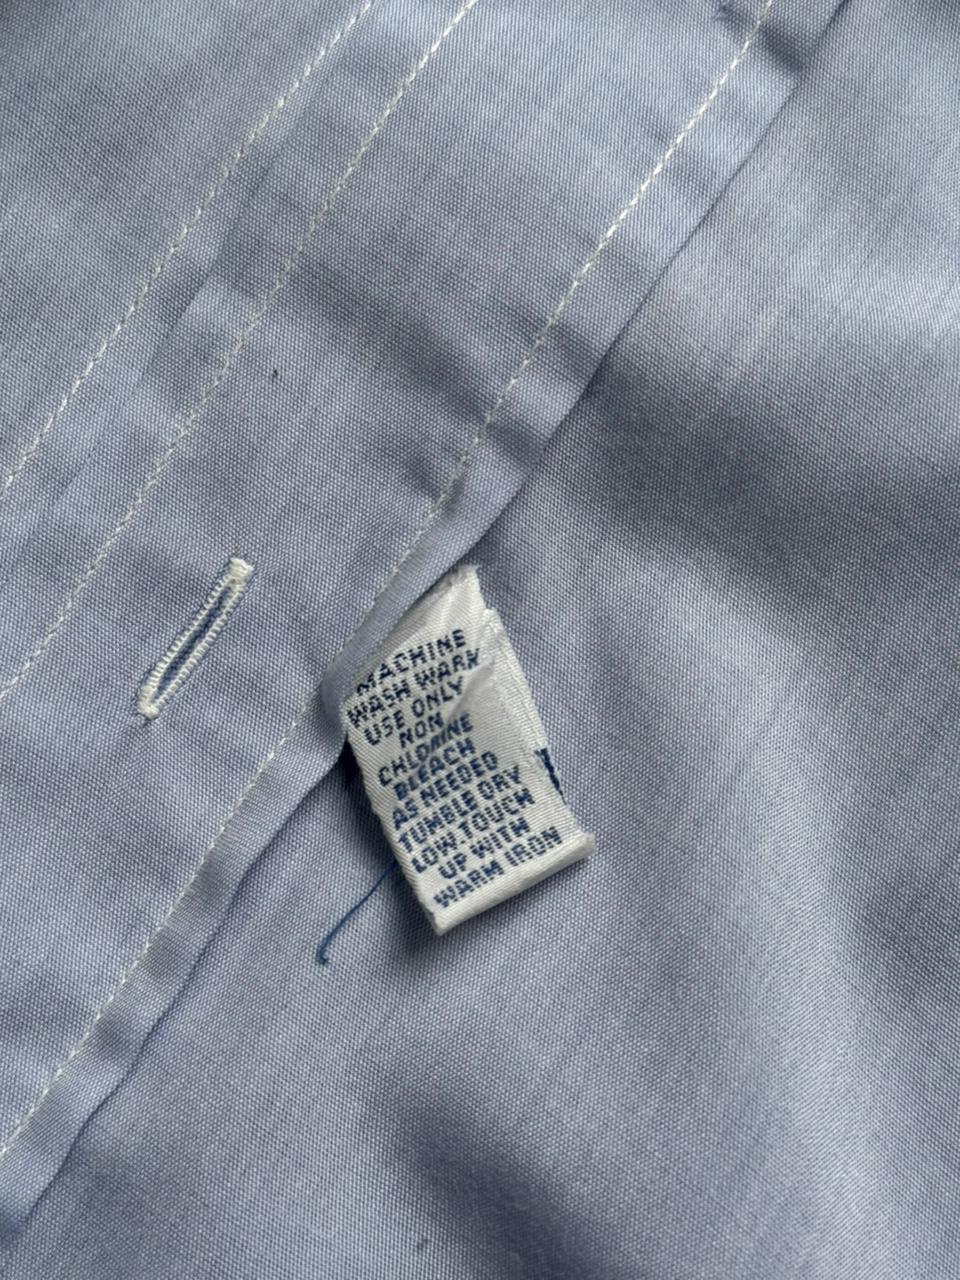 MACHINE
WASH WARM
USE ONLY
NON
CHLORINE
BLEACH
AS NEEDED
TUMBLE DRY
LOW TOUCH
UP WITH
WARM IRON